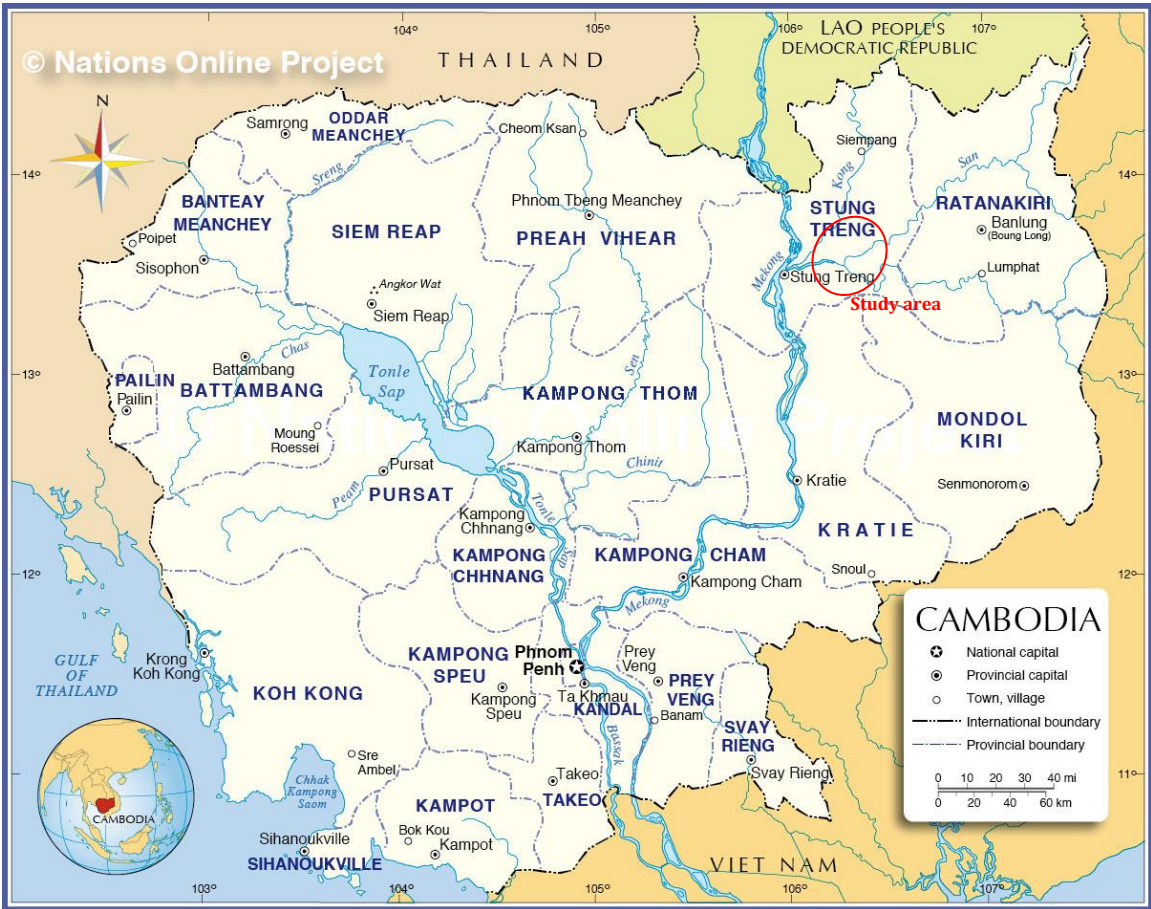 104°
105°
106°
107°
LAO PEOPLE'S
DEMOCRATIC REPUBLIC
© Nations Online Project
THAILAND
N
Samrong
ODDAR
MEANCHEY
Cheom Ksan
Siempang
Sreng
Kong
San
14°
14°
BANTEAY
MEANCHEY
Phnom Tbeng Meanchey
STUNG
TRENG
RATANAKIRI
Banlung
(Boung Long)
Poipet
SIEM REAP
PREAH VIHEAR
Sisophon
Mekong
Stung Treng
Lumphat
Angkor Wat
Siem Reap
Study area
Chas
Battambang
Tonle
Sap
Sen
13°
13°
PAILIN
Pailin
BATTAMBANG
KAMPONG THOM
MONDOL
KIRI
Moung
Roessei
Kampong Thom
Pursat
Chinit
Kratie
Senmonorom
Peam
PURSAT
Tonle
Sap
Kampong
Chhnang
KRATIE
KAMPONG
CHHNANG
KAMPONG CHAM
Snoul
12°
12°
Kampong Cham
Mekong
CAMBODIA
National capital
Provincial capital
Town, village
International boundary
Provincial boundary
0 10 20 30 40 mi
0 20 40 60 km
GULF
OF
THAILAND
Krong
Koh Kong
KOH KONG
KAMPONG
SPEU
Phnom
Penh
Prey
Veng
PREY
VENG
Kampong
Speu
Ta Khmau
KANDAL
Banam
SVAY
RIENG
Bassak
Svay Rieng
Sre
Ambel
Takeo
TAKEO
11°
Chhak
Kampong
Saom
CAMBODIA
KAMPOT
Bok Kou
Kampot
Sihanoukville
SIHANOUKVILLE
VIET NAM
103°
104°
105°
106°
107°